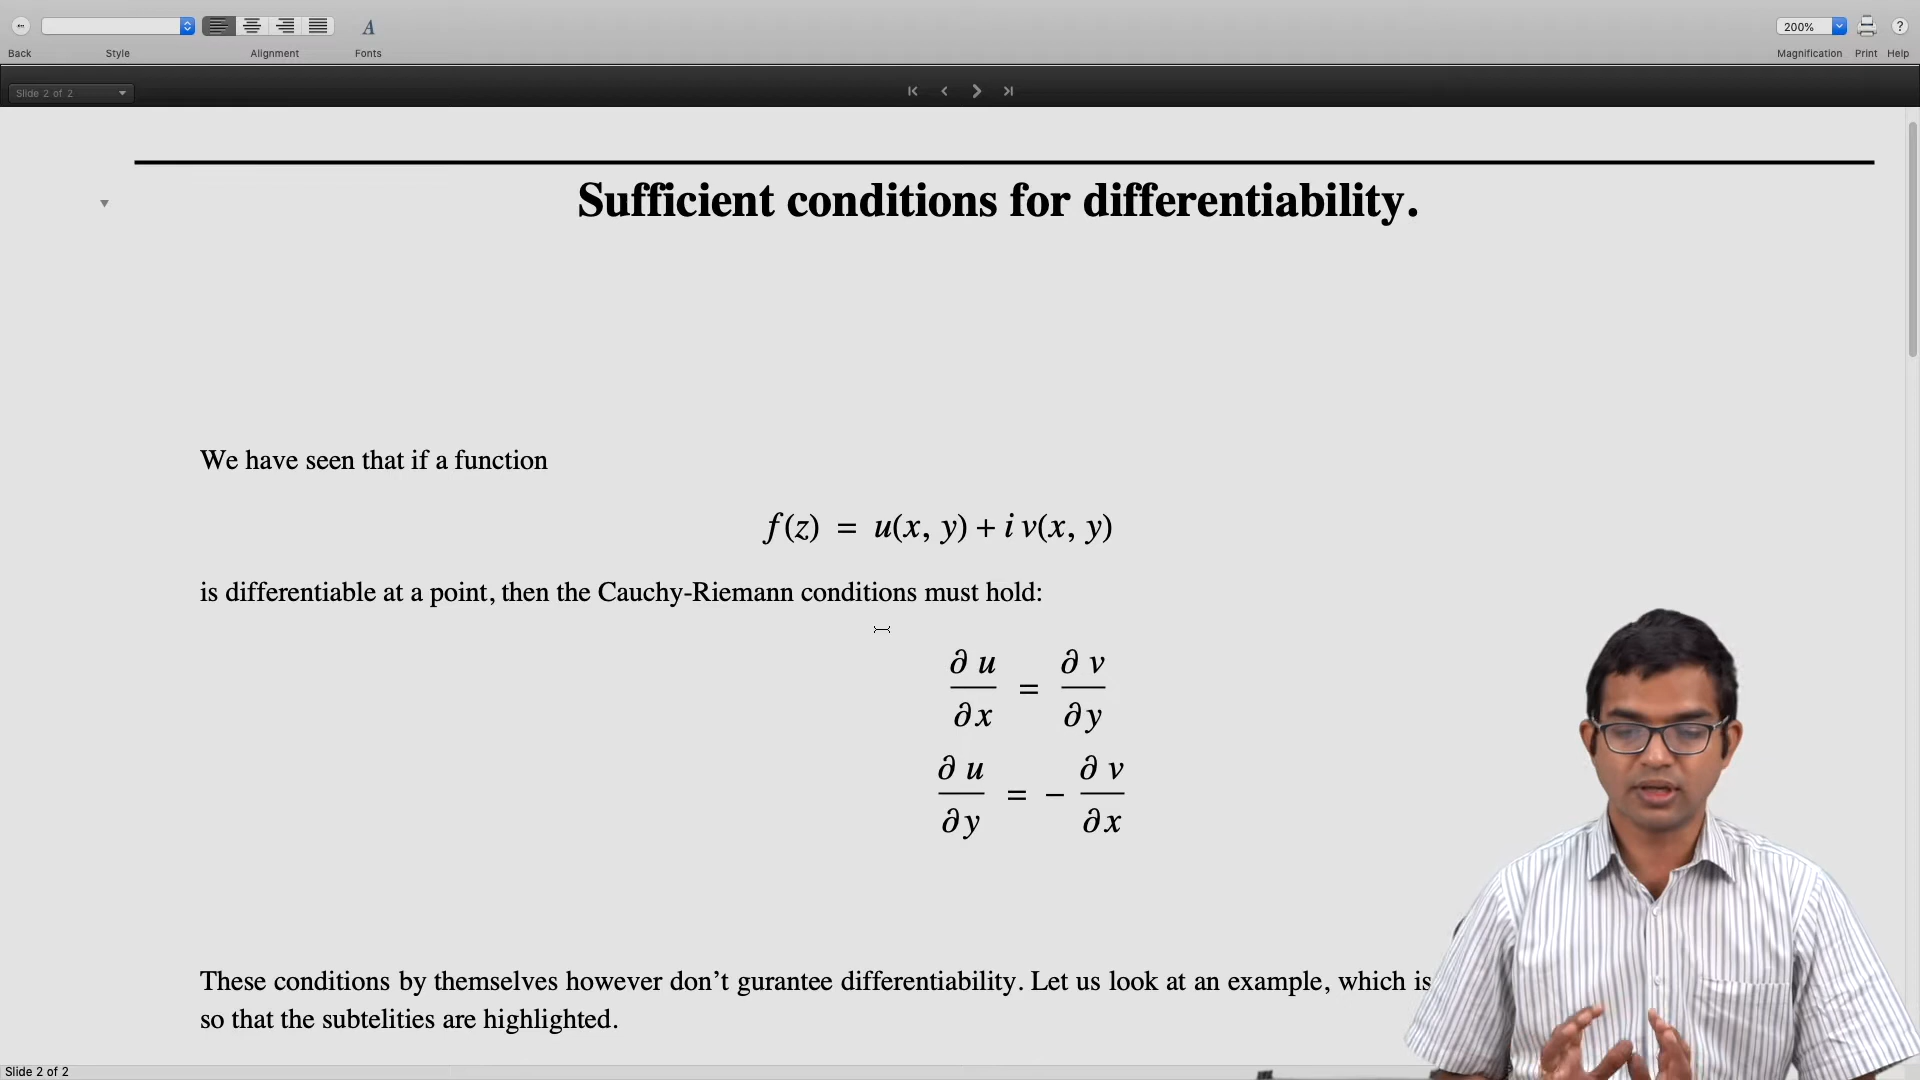 200%
Back Style Alignment Fonts Magnification Print Help
Slide 2 of 2
Sufficient conditions for differentiability.
We have seen that if a function
f(z) = u(x, y) + i v(x, y)
is differentiable at a point, then the Cauchy-Riemann conditions must hold:
∂u/∂x = ∂v/∂y
∂u/∂y = − ∂v/∂x
These conditions by themselves however don't gurantee differentiability. Let us look at an example, which is
so that the subtelities are highlighted.
Slide 2 of 2